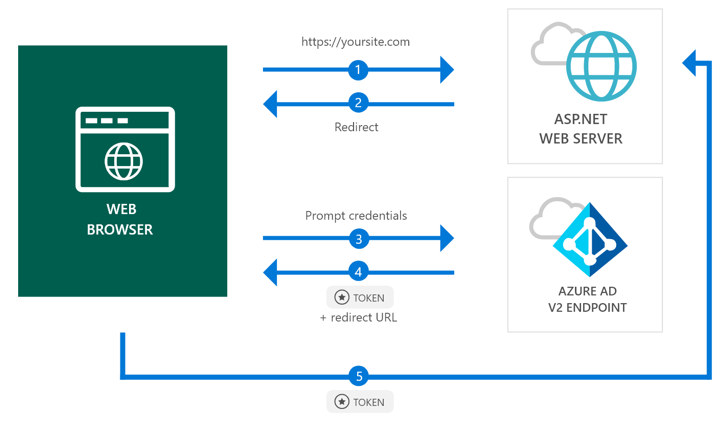 https://yoursite.com
1
2
Redirect
ASP.NET
WEB SERVER
WEB
BROWSER
Prompt credentials
3
4
TOKEN
+ redirect URL
AZURE AD
V2 ENDPOINT
5
TOKEN